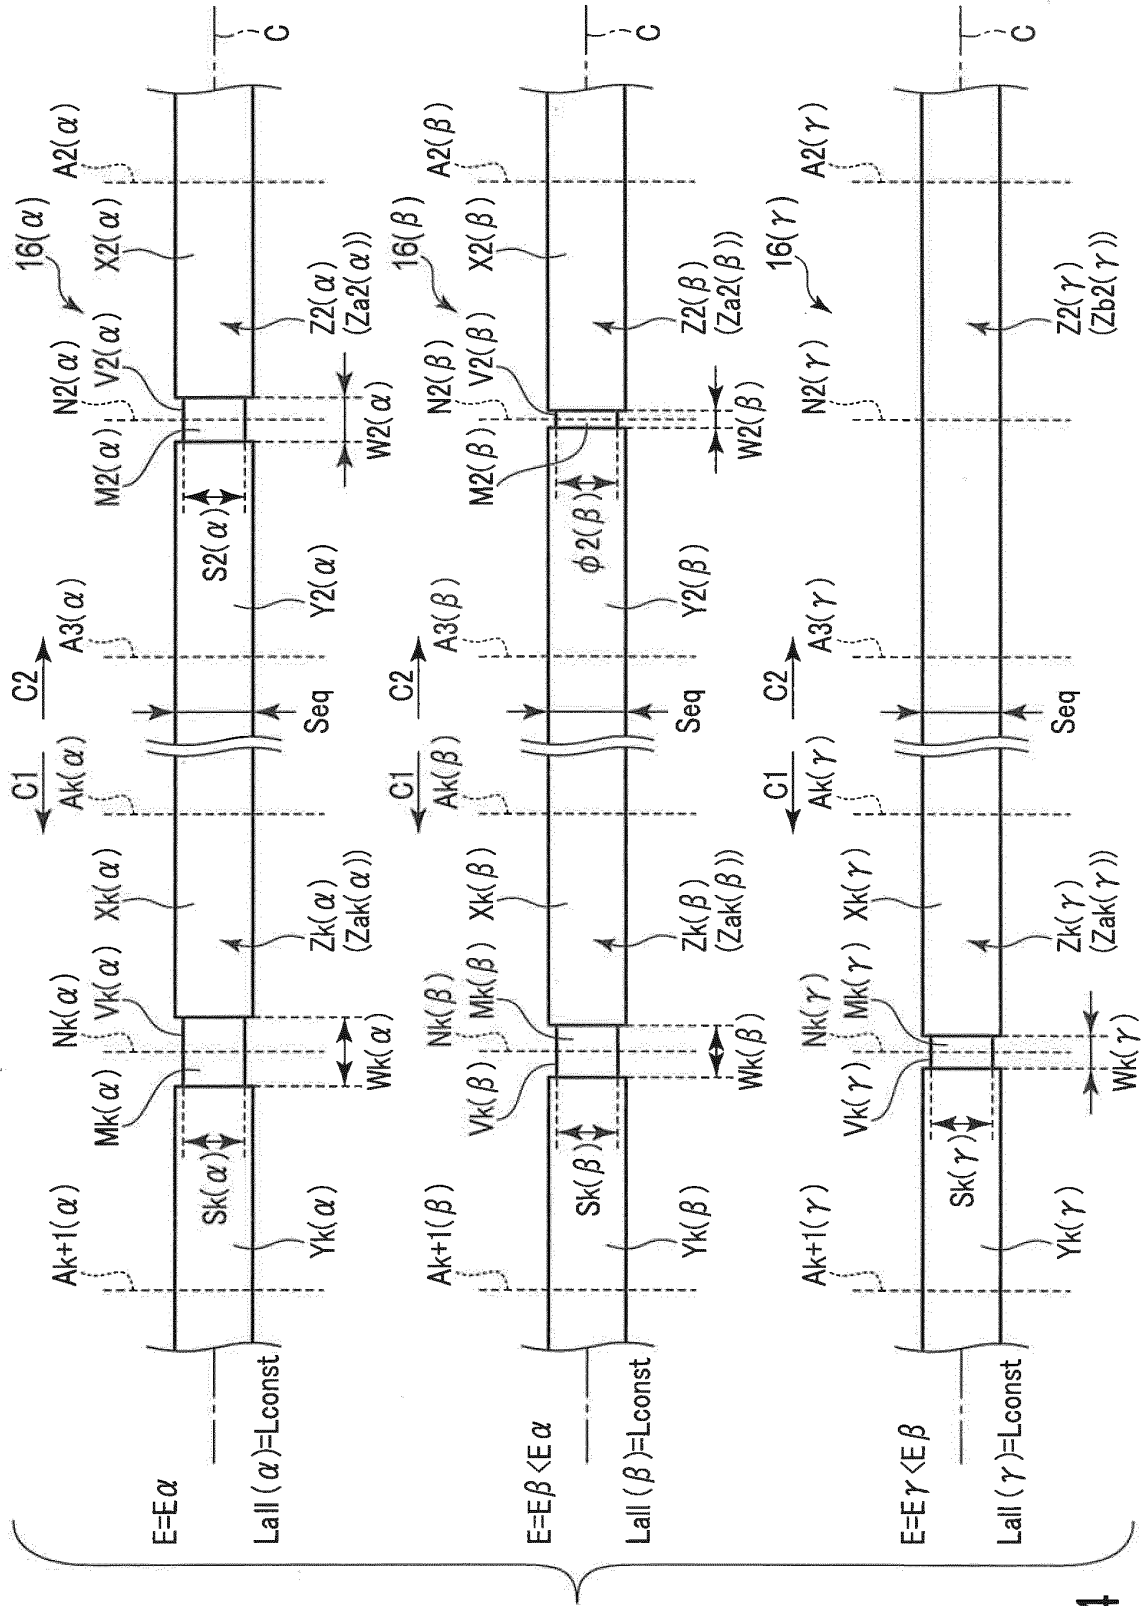 E=Eα
Lall(α)=Lconst
Ak+1(α)
Mk(α)
Nk(α)
Vk(α)
Xk(α)
Ak(α)
C1
C2
A3(α)
M2(α)
N2(α)
V2(α)
16(α)
X2(α)
A2(α)
C
Sk(α)
Yk(α)
Wk(α)
Zk(α)
(Zak(α))
Seq
Y2(α)
S2(α)
W2(α)
Z2(α)
(Za2(α))
E=Eβ<Eα
Lall(β)=Lconst
Ak+1(β)
Vk(β)
Nk(β)
Mk(β)
Xk(β)
Ak(β)
C1
C2
A3(β)
M2(β)
N2(β)
V2(β)
16(β)
X2(β)
A2(β)
C
Sk(β)
Yk(β)
Wk(β)
Zk(β)
(Zak(β))
Seq
Y2(β)
ϕ2(β)
W2(β)
Z2(β)
(Za2(β))
E=Eγ<Eβ
Lall(γ)=Lconst
Ak+1(γ)
Vk(γ)
Nk(γ)
Mk(γ)
Xk(γ)
Ak(γ)
C1
C2
A3(γ)
N2(γ)
16(γ)
A2(γ)
C
Sk(γ)
Yk(γ)
Wk(γ)
Zk(γ)
(Zak(γ))
Seq
Z2(γ)
(Zb2(γ))